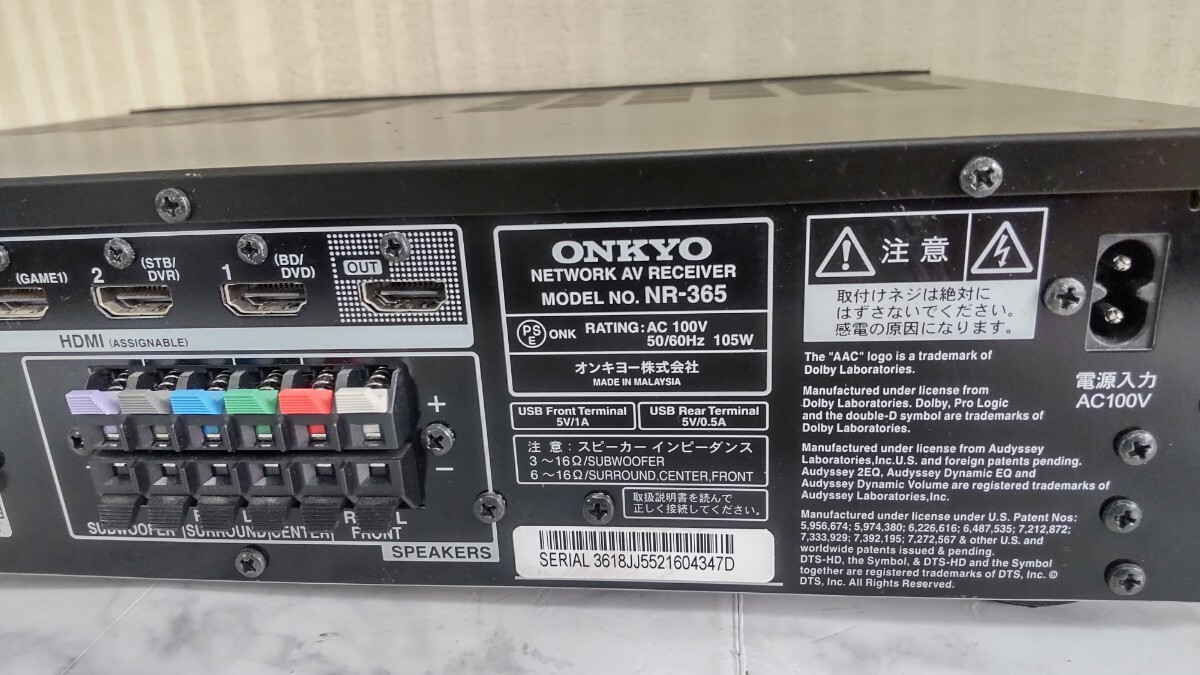 (GAME1)
2
(STB/
DVR)
1
(BD/
DVD)
OUT
HDMI (ASSIGNABLE)
+
−
SUBWOOFER
R L
SURROUND
CENTER
R L
FRONT
SPEAKERS
ONKYO
NETWORK AV RECEIVER
MODEL NO. NR-365
PS
E
ONK
RATING: AC 100V
50/60Hz 105W
オンキヨー株式会社
MADE IN MALAYSIA
USB Front Terminal
5V/1A
USB Rear Terminal
5V/0.5A
注 意 : スピーカー インピーダンス
3 ～16Ω/SUBWOOFER
6 ～16Ω/SURROUND,CENTER,FRONT
取扱説明書を読んで
正しく接続してください。
SERIAL 3618JJ5521604347D
注 意
取付けネジは絶対に
はずさないでください。
感電の原因になります。
The "AAC" logo is a trademark of
Dolby Laboratories.
Manufactured under license from
Dolby Laboratories. Dolby, Pro Logic
and the double-D symbol are trademarks of
Dolby Laboratories.
Manufactured under license from Audyssey
Laboratories,Inc.U.S. and foreign patents pending.
Audyssey 2EQ, Audyssey Dynamic EQ and
Audyssey Dynamic Volume are registered trademarks of
Audyssey Laboratories,Inc.
Manufactured under license under U.S. Patent Nos:
5,956,674; 5,974,380; 6,226,616; 6,487,535; 7,212,872;
7,333,929; 7,392,195; 7,272,567 & other U.S. and
worldwide patents issued & pending.
DTS-HD, the Symbol, & DTS-HD and the Symbol
together are registered trademarks of DTS, Inc. ©
DTS, Inc. All Rights Reserved.
電源入力
AC100V